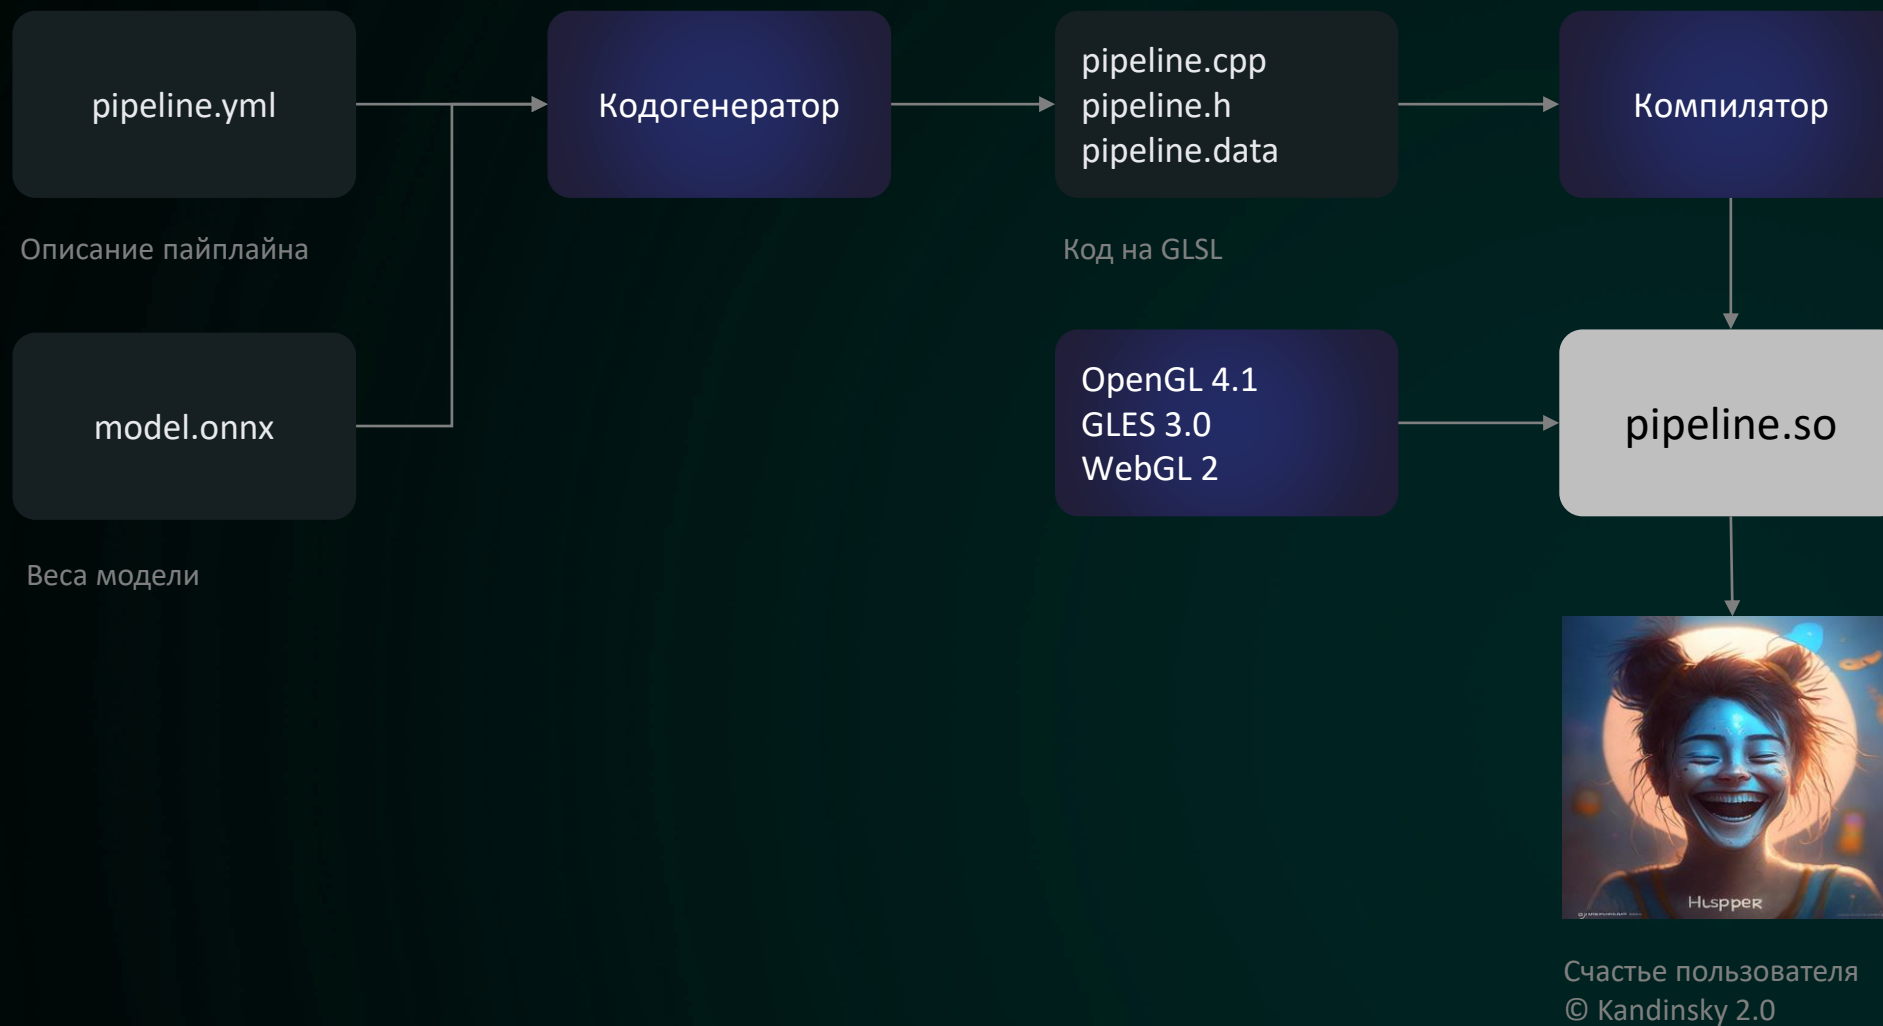 pipeline.yml
Кодогенератор
pipeline.cpp
pipeline.h
pipeline.data
Компилятор
Описание пайплайна
Код на GLSL
model.onnx
OpenGL 4.1
GLES 3.0
WebGL 2
pipeline.so
Веса модели
Huspper
Счастье пользователя
© Kandinsky 2.0